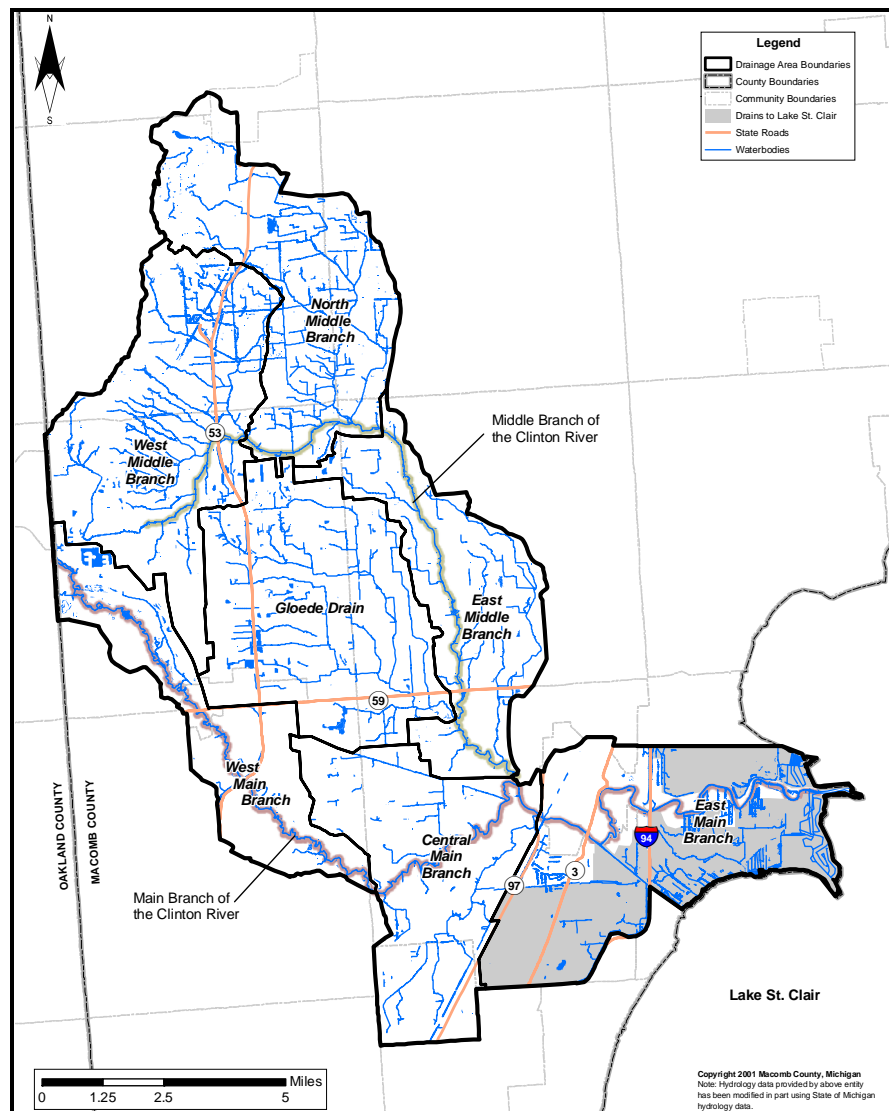 N
S
Legend
Drainage Area Boundaries
County Boundaries
Community Boundaries
Drains to Lake St. Clair
State Roads
Waterbodies
North
Middle
Branch
Middle Branch of
the Clinton River
53
West
Middle
Branch
Gloede Drain
East
Middle
Branch
59
OAKLAND COUNTY
MACOMB COUNTY
West
Main
Branch
Central
Main
Branch
East
Main
Branch
94
3
97
Main Branch of
the Clinton River
Lake St. Clair
Miles
0 1.25 2.5 5
Copyright 2001 Macomb County, Michigan
Note: Hydrology data provided by above entity
has been modified in part using State of Michigan
hydrology data.